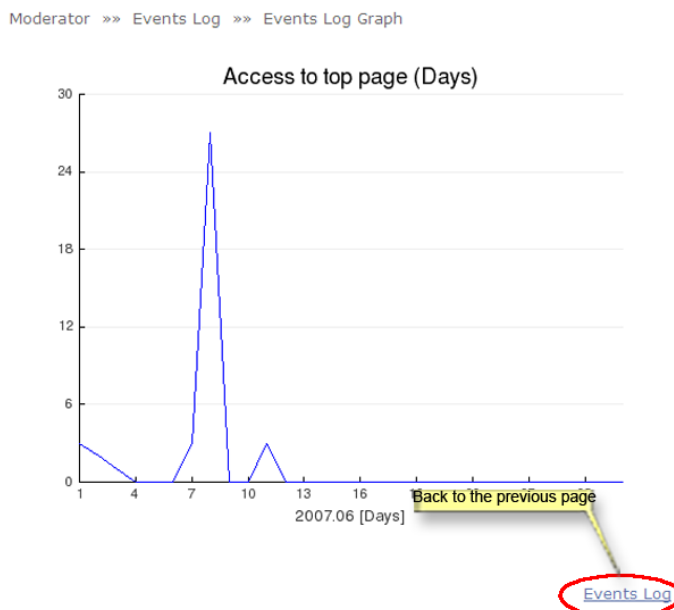 Moderator »» Events Log »» Events Log Graph
Access to top page (Days)
30
24
18
12
6
0
1 4 7 10 13 16
Back to the previous page
2007.06 [Days]
Events Log